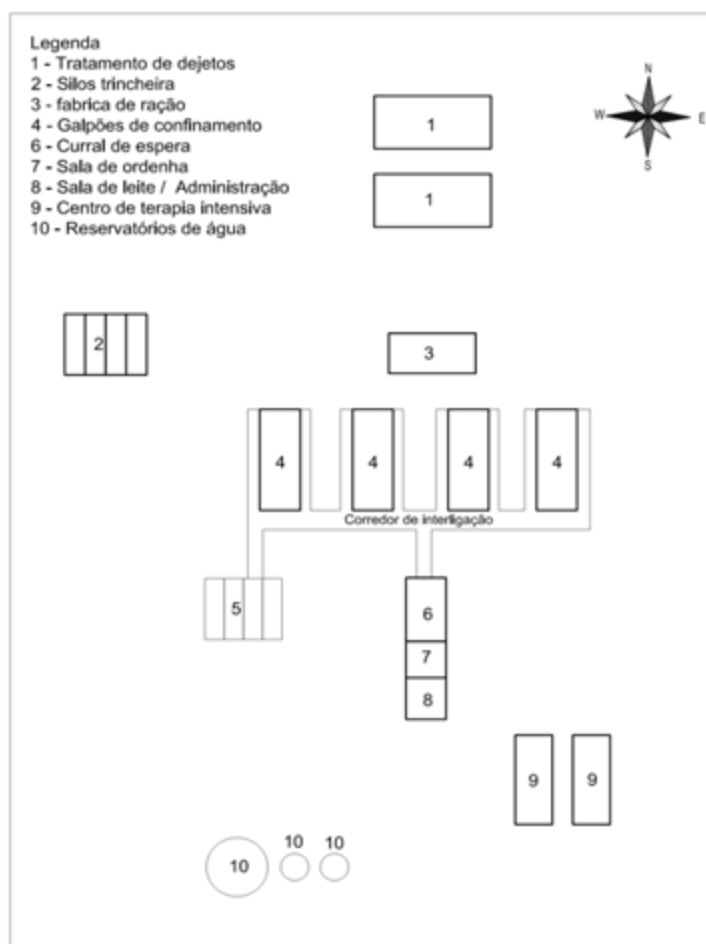 Legenda
1 - Tratamento de dejetos
2 - Silos trincheira
3 - fabrica de ração
4 - Galpões de confinamento
6 - Curral de espera
7 - Sala de ordenha
8 - Sala de leite / Administração
9 - Centro de terapia intensiva
10 - Reservatórios de água
N
W
E
S
1
1
2
3
4
4
4
4
Corredor de interligação
5
6
7
8
9
9
10
10
10